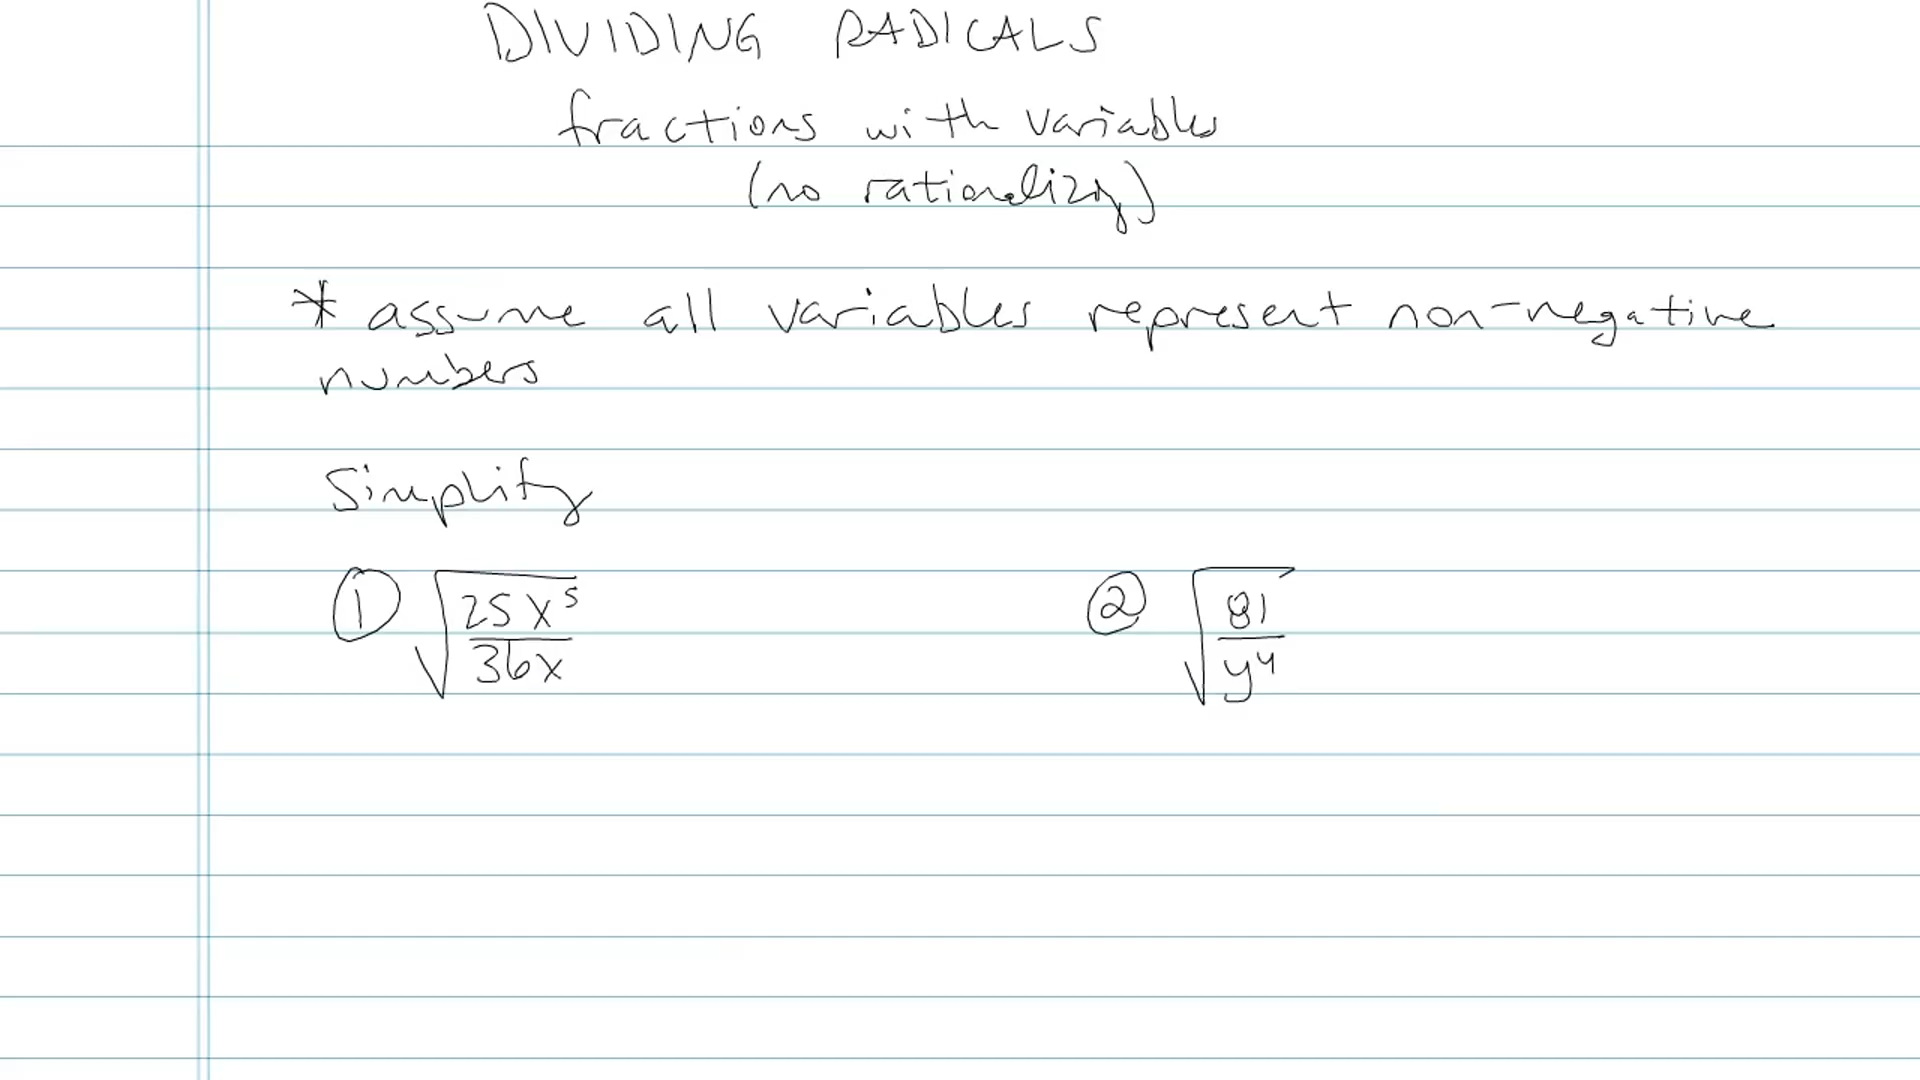 DIVIDING RADICALS
fractions with variables
(no rationalizing)
* assume all variables represent non-negative
numbers
Simplify
① √(25x⁵/36x) ② √(81/y⁴)